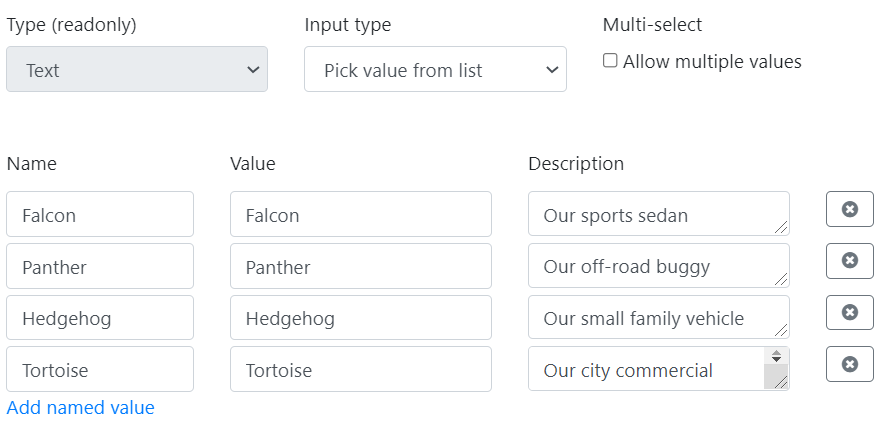 Type (readonly) Input type Multi-select
Text Pick value from list Allow multiple values
Name Value Description
Falcon Falcon Our sports sedan
Panther Panther Our off-road buggy
Hedgehog Hedgehog Our small family vehicle
Tortoise Tortoise Our city commercial
Add named value